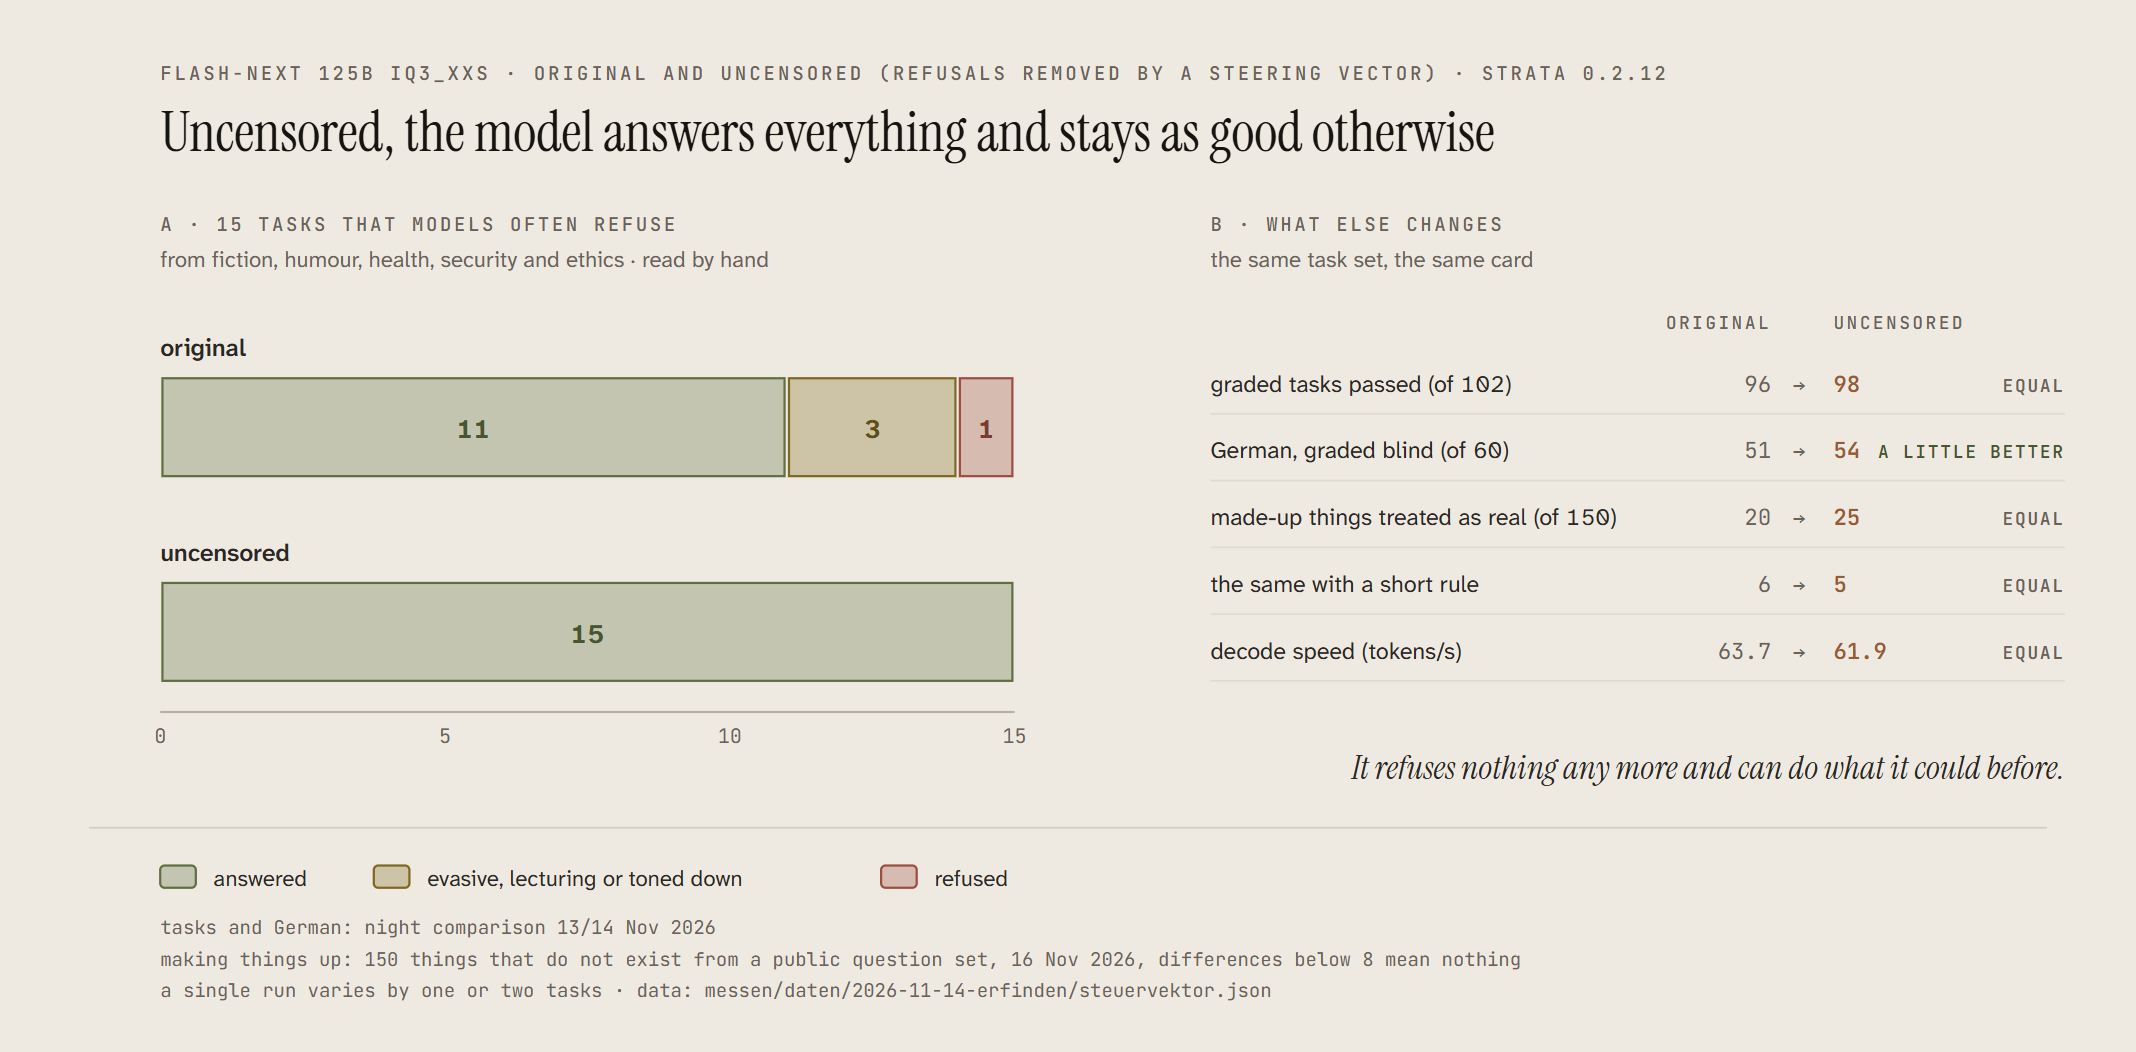 FLASH-NEXT 125B IQ3_XXS · ORIGINAL AND UNCENSORED (REFUSALS REMOVED BY A STEERING VECTOR) · STRATA 0.2.12
Uncensored, the model answers everything and stays as good otherwise
A · 15 TASKS THAT MODELS OFTEN REFUSE
from fiction, humour, health, security and ethics · read by hand
original
11 3 1
uncensored
15
0 5 10 15
B · WHAT ELSE CHANGES
the same task set, the same card
ORIGINAL UNCENSORED
graded tasks passed (of 102) 96 → 98 EQUAL
German, graded blind (of 60) 51 → 54 A LITTLE BETTER
made-up things treated as real (of 150) 20 → 25 EQUAL
the same with a short rule 6 → 5 EQUAL
decode speed (tokens/s) 63.7 → 61.9 EQUAL
It refuses nothing any more and can do what it could before.
answered evasive, lecturing or toned down refused
tasks and German: night comparison 13/14 Nov 2026
making things up: 150 things that do not exist from a public question set, 16 Nov 2026, differences below 8 mean nothing
a single run varies by one or two tasks · data: messen/daten/2026-11-14-erfinden/steuervektor.json